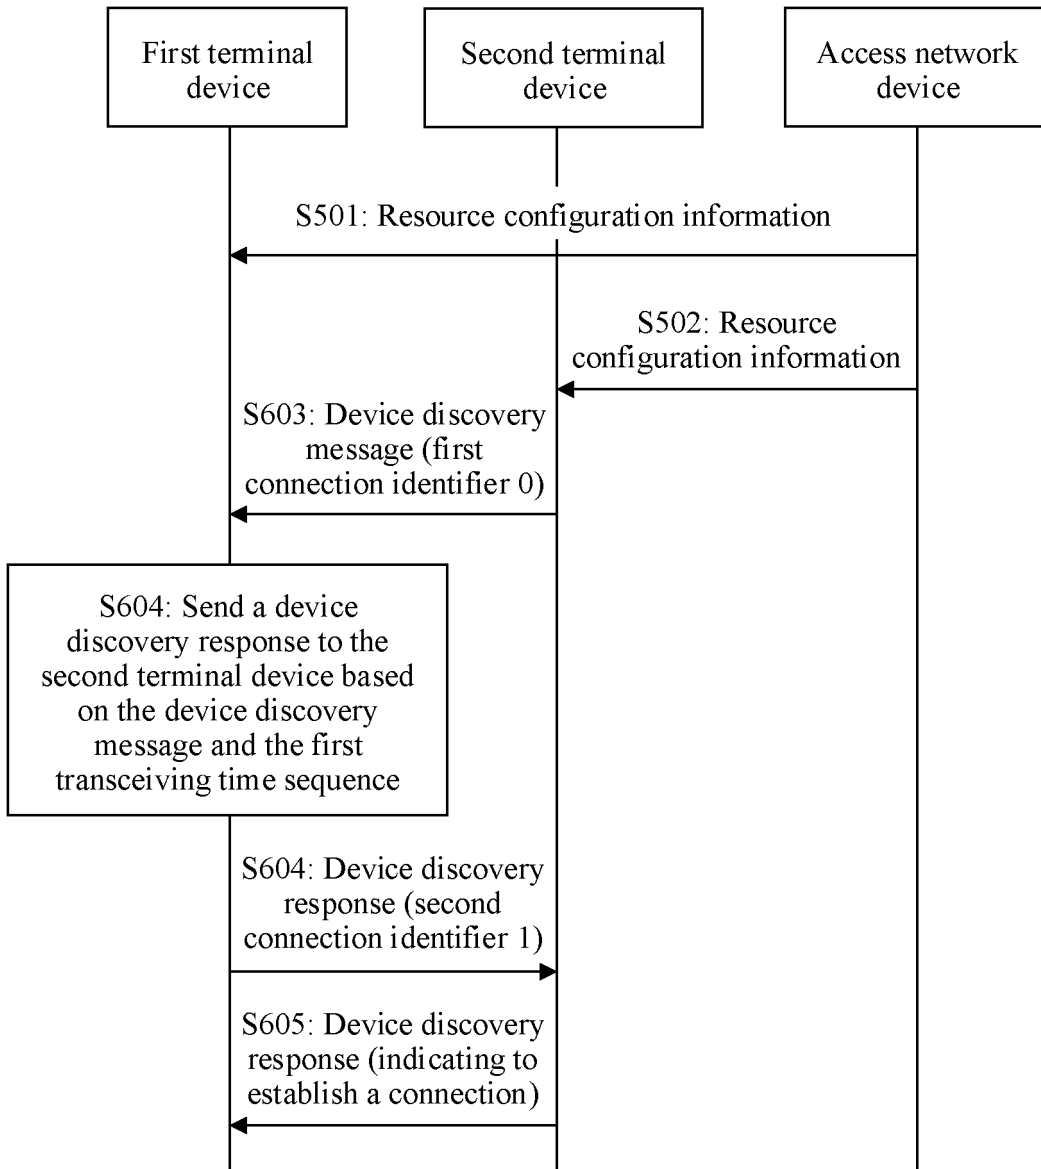 First terminal
device
Second terminal
device
Access network
device
S501: Resource configuration information
S502: Resource
configuration information
S603: Device discovery
message (first
connection identifier 0)
S604: Send a device
discovery response to the
second terminal device based
on the device discovery
message and the first
transceiving time sequence
S604: Device discovery
response (second
connection identifier 1)
S605: Device discovery
response (indicating to
establish a connection)